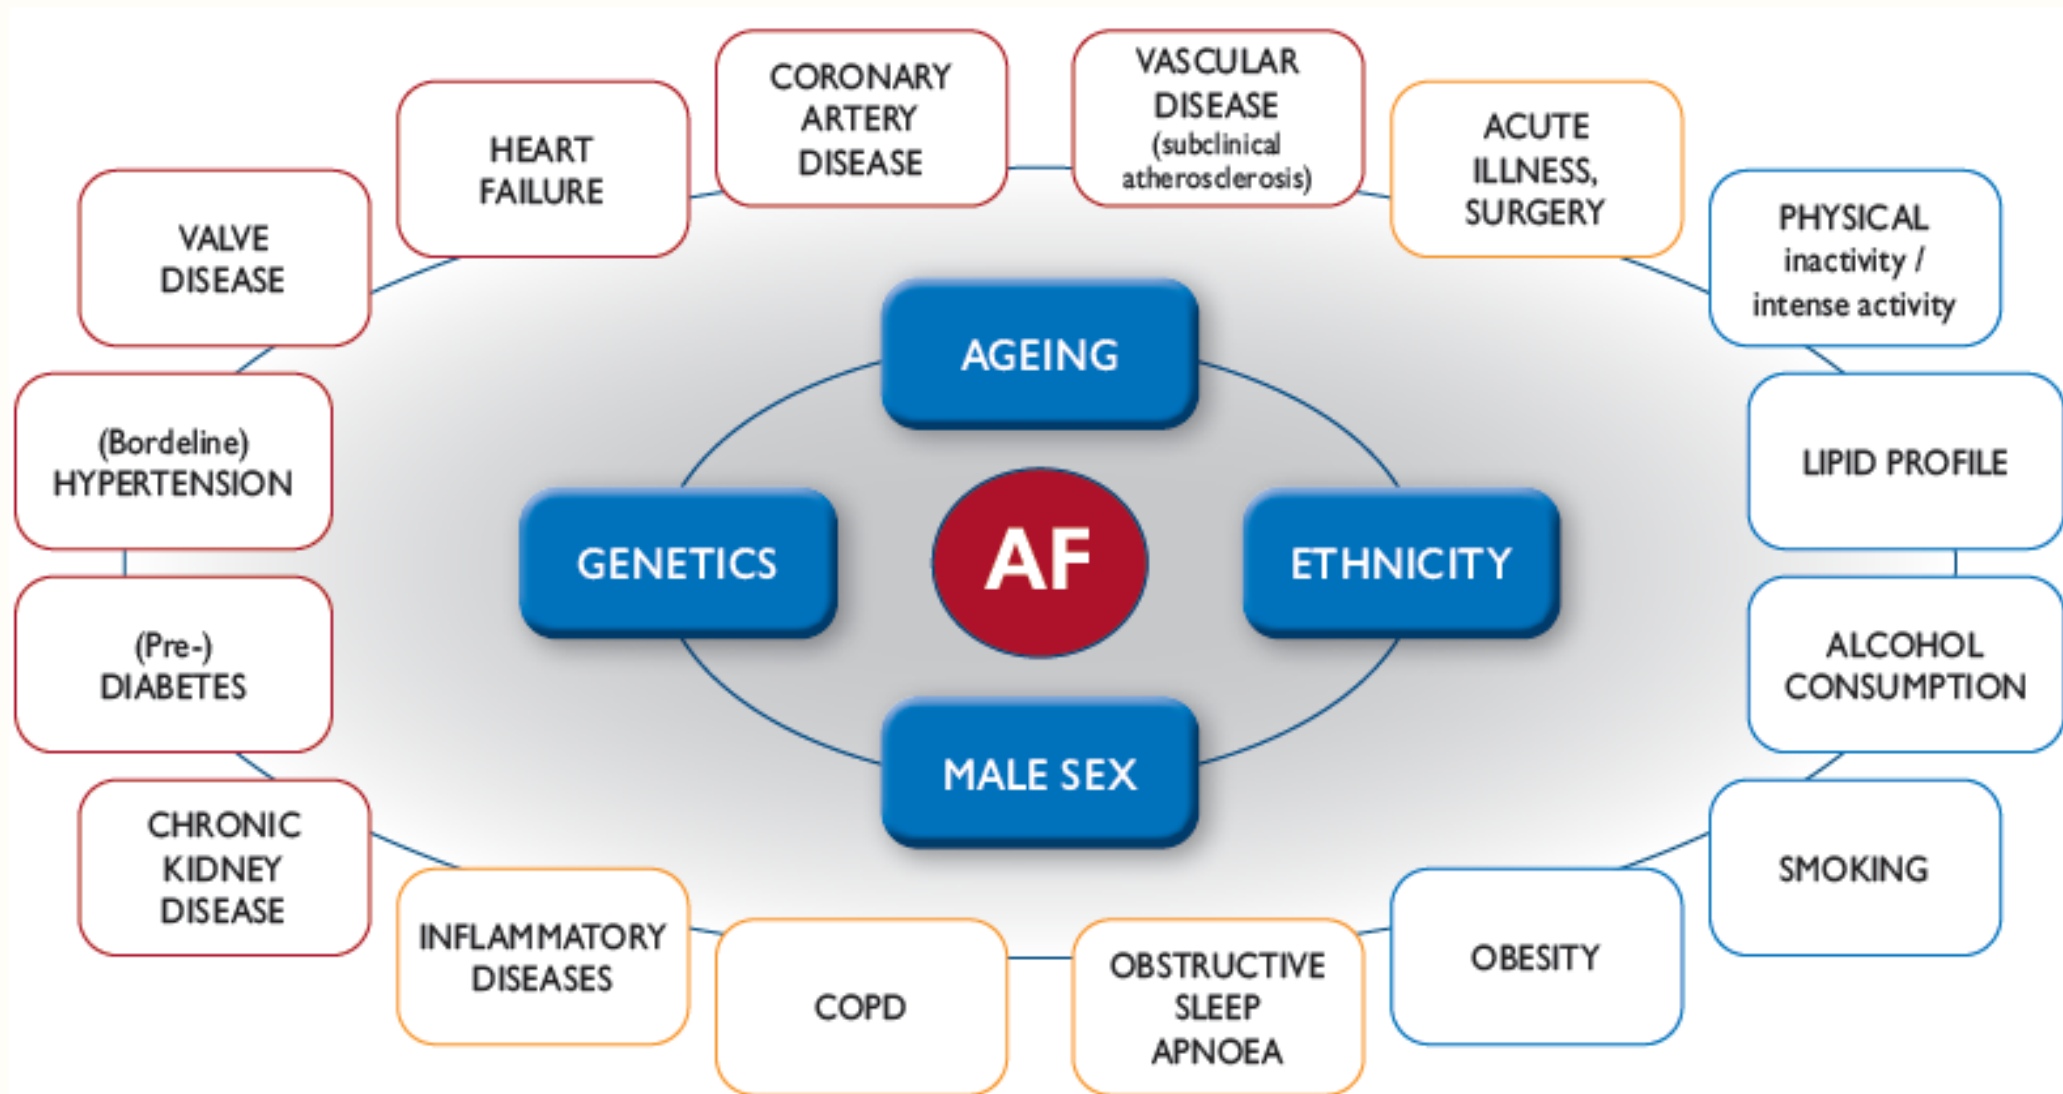 CORONARY
ARTERY
DISEASE
VASCULAR
DISEASE
(subclinical
atherosclerosis)
HEART
FAILURE
ACUTE
ILLNESS,
SURGERY
VALVE
DISEASE
PHYSICAL
inactivity /
intense activity
AGEING
(Bordeline)
HYPERTENSION
LIPID PROFILE
GENETICS
AF
ETHNICITY
(Pre-)
DIABETES
ALCOHOL
CONSUMPTION
MALE SEX
CHRONIC
KIDNEY
DISEASE
SMOKING
INFLAMMATORY
DISEASES
COPD
OBSTRUCTIVE
SLEEP
APNOEA
OBESITY